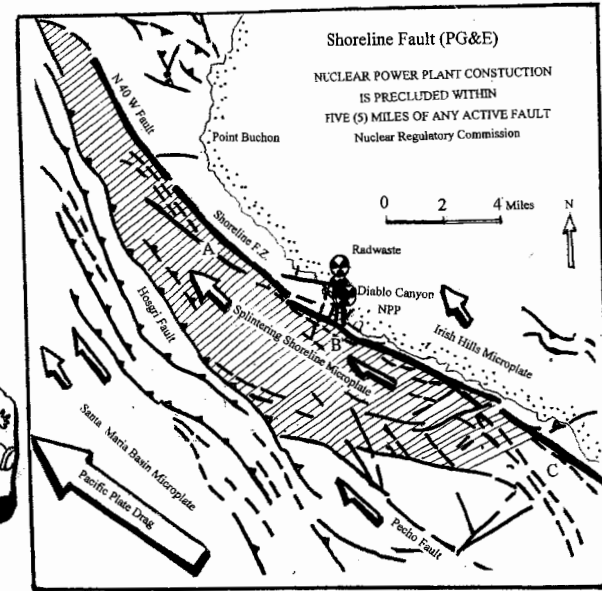 Shoreline Fault (PG&E)
NUCLEAR POWER PLANT CONSTUCTION
IS PRECLUDED WITHIN
FIVE (5) MILES OF ANY ACTIVE FAULT
Nuclear Regulatory Commission
N 40 W Fault
Point Buchon
0 2 4 Miles
N
Shoreline F.Z.
A
Radwaste
Diablo Canyon
NPP
Hosgri Fault
Splintering Shoreline Microplate
B
Irish Hills Microplate
Santa Maria Basin Microplate
Pacific Plate Drag
Pecho Fault
C